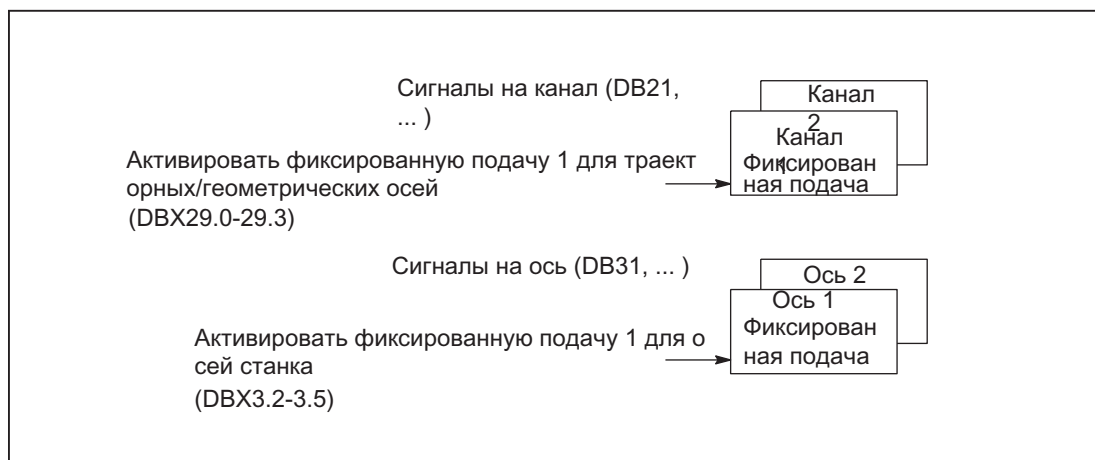 Сигналы на канал (DB21,
... )
Канал
2
Канал
1
Активировать фиксированную подачу 1 для траект
орных/геометрических осей
(DBX29.0-29.3)
Фиксирован
ная подача
Сигналы на ось (DB31, ... )
Ось 2
Ось 1
Активировать фиксированную подачу 1 для о
сей станка
(DBX3.2-3.5)
Фиксирован
ная подача